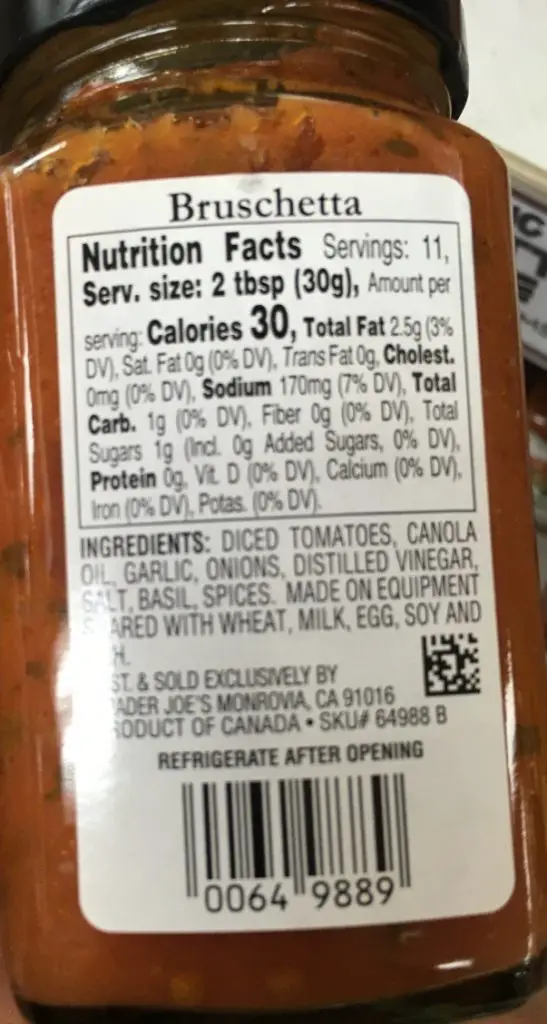 Bruschetta
Nutrition Facts Servings: 11,
Serv. size: 2 tbsp (30g), Amount per
serving: Calories 30, Total Fat 2.5g (3%
DV), Sat. Fat 0g (0% DV), Trans Fat 0g, Cholest.
0mg (0% DV), Sodium 170mg (7% DV), Total
Carb. 1g (0% DV), Fiber 0g (0% DV), Total
Sugars 1g (Incl. 0g Added Sugars, 0% DV),
Protein 0g, Vit. D (0% DV), Calcium (0% DV),
Iron (0% DV), Potas. (0% DV).
INGREDIENTS: DICED TOMATOES, CANOLA
OIL, GARLIC, ONIONS, DISTILLED VINEGAR,
SALT, BASIL, SPICES. MADE ON EQUIPMENT
WITH WHEAT, MILK, EGG, SOY AND
& SOLD EXCLUSIVELY BY
JOE'S MONROVIA, CA 91016
OF CANADA • SKU# 64988 B
REFRIGERATE AFTER OPENING
0064 9889